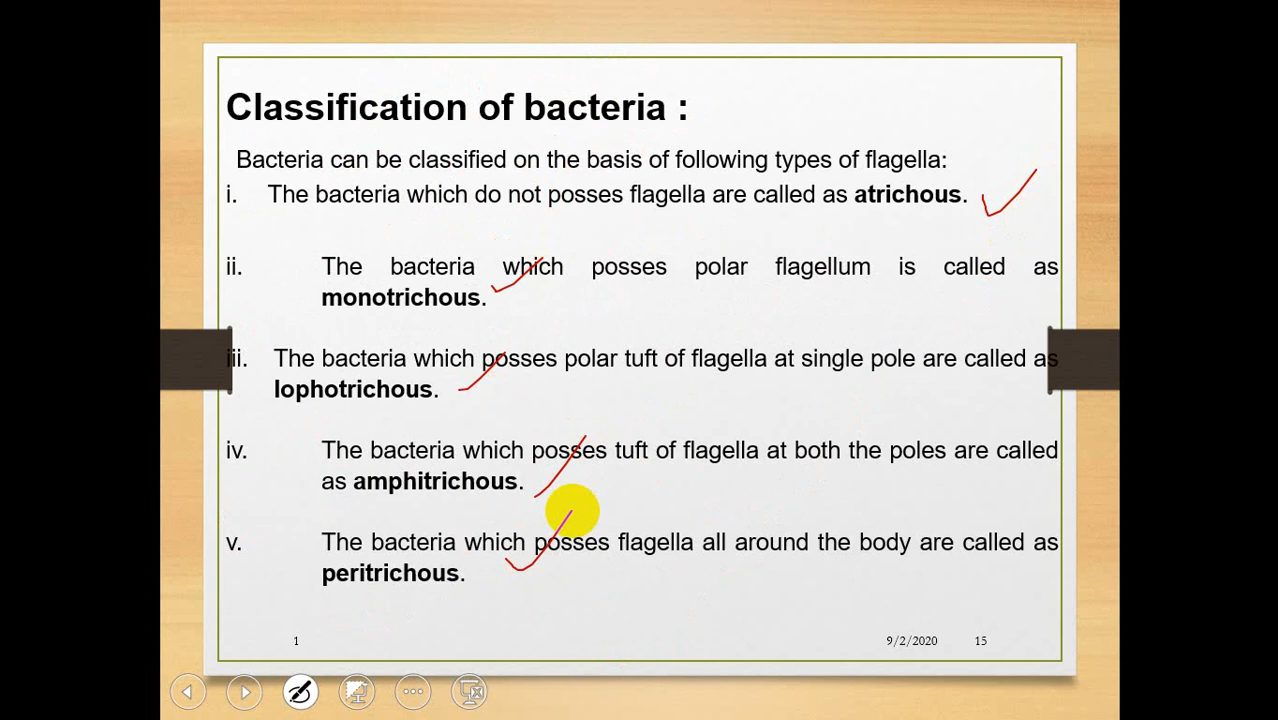 Classification of bacteria :
Bacteria can be classified on the basis of following types of flagella:
i. The bacteria which do not posses flagella are called as atrichous.
ii. The bacteria which posses polar flagellum is called as
monotrichous.
iii. The bacteria which posses polar tuft of flagella at single pole are called as
lophotrichous.
iv. The bacteria which posses tuft of flagella at both the poles are called
as amphitrichous.
v. The bacteria which posses flagella all around the body are called as
peritrichous.
1 9/2/2020 15